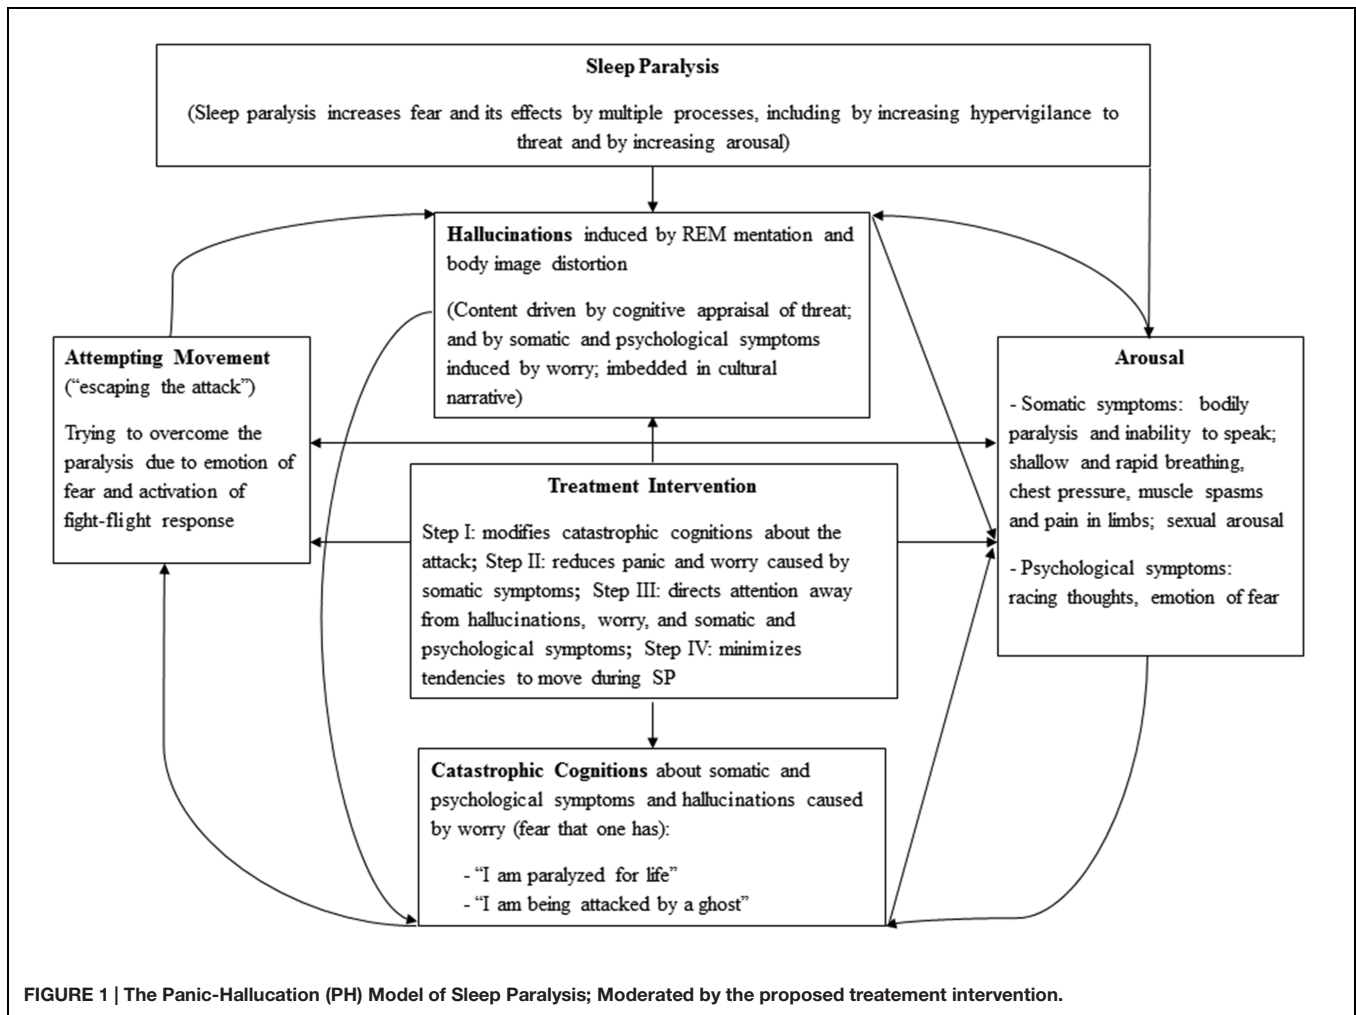 Sleep Paralysis
(Sleep paralysis increases fear and its effects by multiple processes, including by increasing hypervigilance to
threat and by increasing arousal)
Hallucinations induced by REM mentation and
body image distortion
(Content driven by cognitive appraisal of threat;
and by somatic and psychological symptoms
induced by worry; imbedded in cultural
narrative)
Attempting Movement
(“escaping the attack”)
Trying to overcome the
paralysis due to emotion of
fear and activation of
fight-flight response
Arousal
- Somatic symptoms: bodily
paralysis and inability to speak;
shallow and rapid breathing,
chest pressure, muscle spasms
and pain in limbs; sexual arousal
- Psychological symptoms:
racing thoughts, emotion of fear
Treatment Intervention
Step I: modifies catastrophic cognitions about the
attack; Step II: reduces panic and worry caused by
somatic symptoms; Step III: directs attention away
from hallucinations, worry, and somatic and
psychological symptoms; Step IV: minimizes
tendencies to move during SP
Catastrophic Cognitions about somatic and
psychological symptoms and hallucinations caused
by worry (fear that one has):
- “I am paralyzed for life”
- “I am being attacked by a ghost”
FIGURE 1 | The Panic-Hallucation (PH) Model of Sleep Paralysis; Moderated by the proposed treatement intervention.